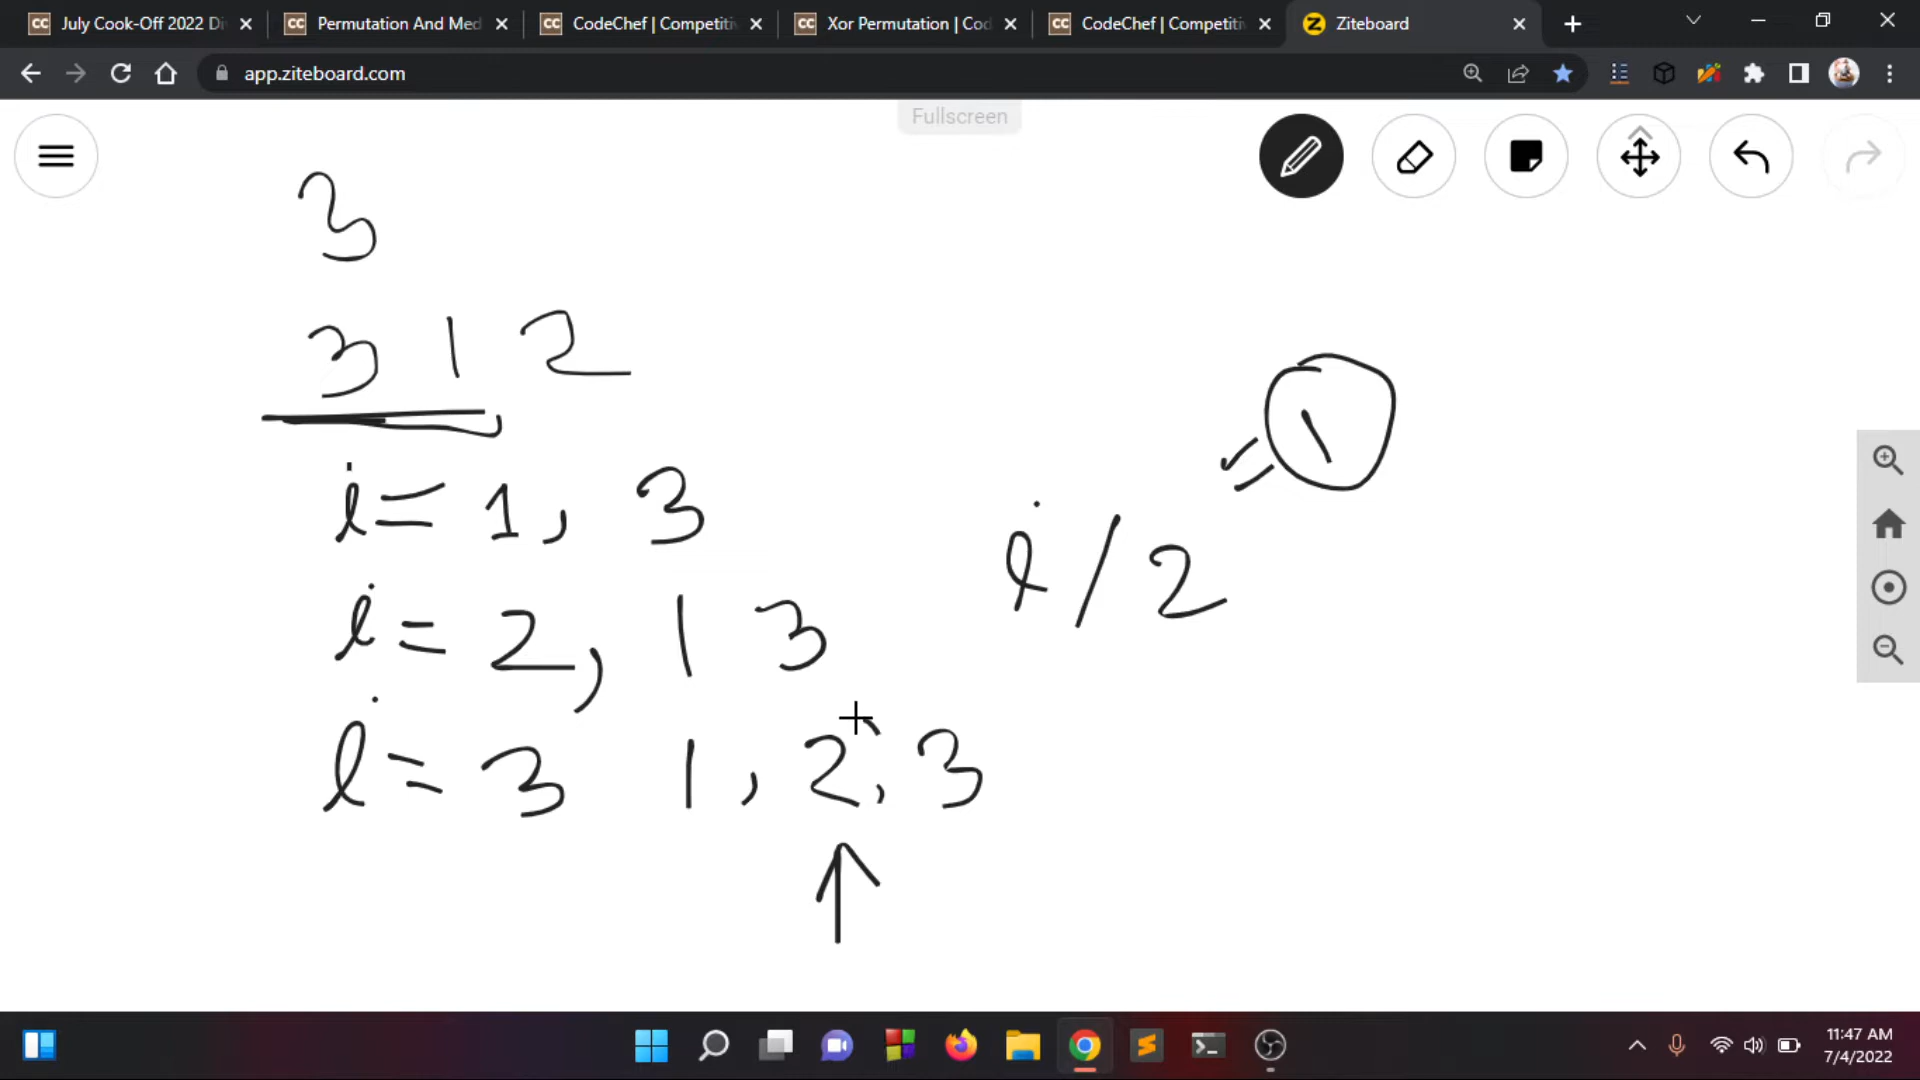 July Cook-Off 2022 Di
Permutation And Med
CodeChef | Competiti
Xor Permutation | Cod
CodeChef | Competiti
Ziteboard
app.ziteboard.com
Fullscreen
3
3 1 2
i = 1, 3
i = 2, 1 3
i = 3 1, 2, 3
i / 2
= 1
11:47 AM
7/4/2022